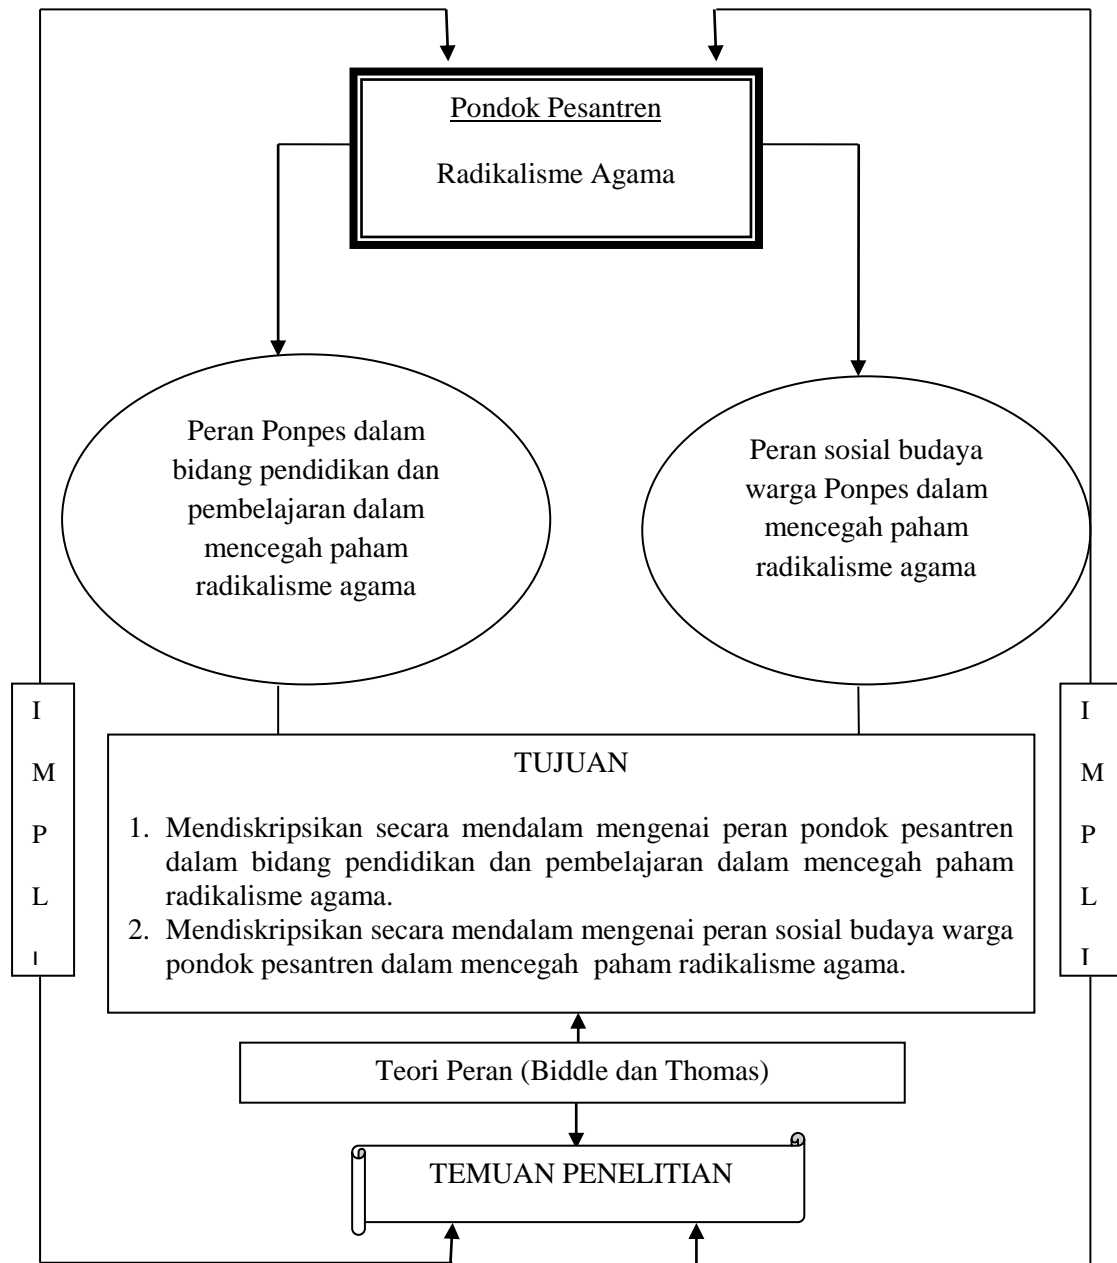 Pondok Pesantren
Radikalisme Agama
Peran Ponpes dalam
bidang pendidikan dan
pembelajaran dalam
mencegah paham
radikalisme agama
Peran sosial budaya
warga Ponpes dalam
mencegah paham
radikalisme agama
I
M
P
L
I
I
M
P
L
I
TUJUAN
1. Mendiskripsikan secara mendalam mengenai peran pondok pesantren
dalam bidang pendidikan dan pembelajaran dalam mencegah paham
radikalisme agama.
2. Mendiskripsikan secara mendalam mengenai peran sosial budaya warga
pondok pesantren dalam mencegah paham radikalisme agama.
Teori Peran (Biddle dan Thomas)
TEMUAN PENELITIAN